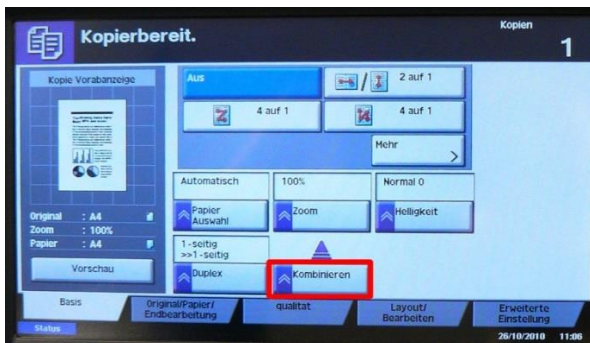 Kopierbereit.
Kopien
1
Kopie Vorabanzeige
Aus
2 auf 1
4 auf 1
4 auf 1
Mehr
Automatisch
100%
Normal 0
Papier
Auswahl
Zoom
Helligkeit
Original : A4
Zoom : 100%
Papier : A4
1-seitig
>>1-seitig
Vorschau
Duplex
Kombinieren
Basis
Original/Papier/
Endbearbeitung
qualität
Layout/
Bearbeiten
Erweiterte
Einstellung
Status
26/10/2010 11:06